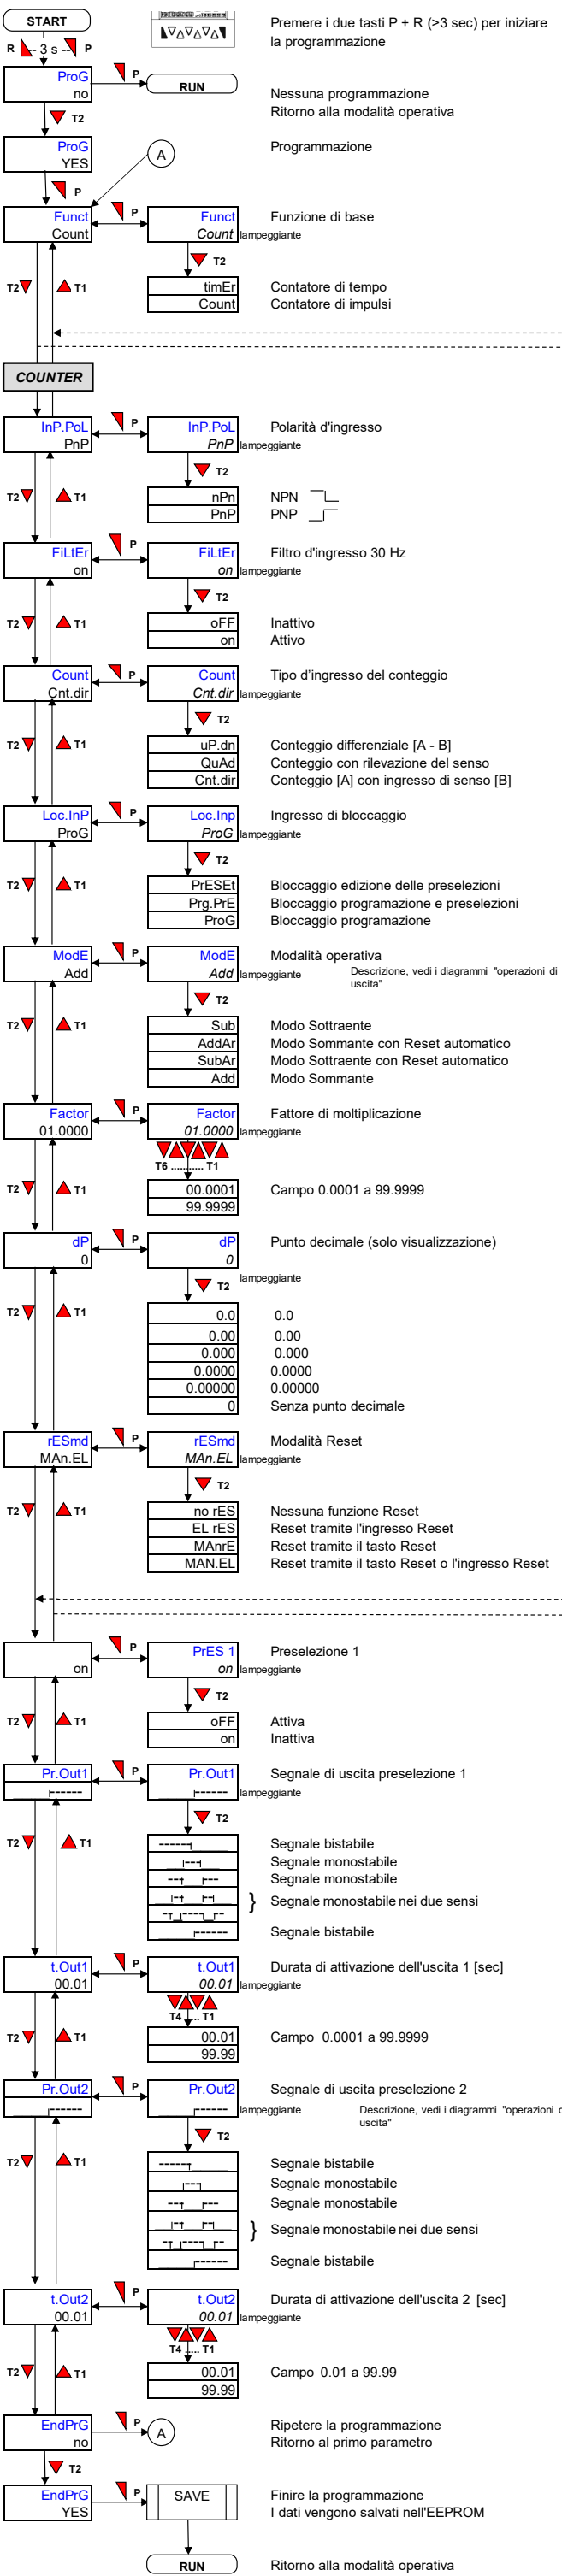 START
R -- 3 s -- P
Premere i due tasti P + R (>3 sec) per iniziare
la programmazione
ProG
no
P
RUN
Nessuna programmazione
Ritorno alla modalità operativa
T2
ProG
YES
A
Programmazione
P
Funct
Count
P
Funct
Count
lampeggiante
Funzione di base
T2
T2 T1
timEr
Count
Contatore di tempo
Contatore di impulsi
COUNTER
InP.PoL
PnP
P
InP.PoL
PnP
lampeggiante
Polarità d'ingresso
T2
T2 T1
nPn
PnP
NPN
PNP
FiLtEr
on
P
FiLtEr
on
lampeggiante
Filtro d'ingresso 30 Hz
T2
T2 T1
oFF
on
Inattivo
Attivo
Count
Cnt.dir
P
Count
Cnt.dir
lampeggiante
Tipo d’ingresso del conteggio
T2
T2 T1
uP.dn
QuAd
Cnt.dir
Conteggio differenziale [A - B]
Conteggio con rilevazione del senso
Conteggio [A] con ingresso di senso [B]
Loc.InP
ProG
P
Loc.Inp
ProG
lampeggiante
Ingresso di bloccaggio
T2
T2 T1
PrESEt
Prg.PrE
ProG
Bloccaggio edizione delle preselezioni
Bloccaggio programazione e preselezioni
Bloccaggio programazione
ModE
Add
P
ModE
Add
lampeggiante
Modalità operativa
Descrizione, vedi i diagrammi "operazioni di
uscita"
T2
T2 T1
Sub
AddAr
SubAr
Add
Modo Sottraente
Modo Sommante con Reset automatico
Modo Sottraente con Reset automatico
Modo Sommante
Factor
01.0000
P
Factor
01.0000
lampeggiante
Fattore di moltiplicazione
T6 ........... T1
T2 T1
00.0001
99.9999
Campo 0.0001 a 99.9999
dP
0
P
dP
0
lampeggiante
Punto decimale (solo visualizzazione)
T2
T2 T1
0.0
0.00
0.000
0.0000
0.00000
0
0.0
0.00
0.000
0.0000
0.00000
Senza punto decimale
rESmd
MAn.EL
P
rESmd
MAn.EL
lampeggiante
Modalità Reset
T2
T2 T1
no rES
EL rES
MAnrE
MAN.EL
Nessuna funzione Reset
Reset tramite l'ingresso Reset
Reset tramite il tasto Reset
Reset tramite il tasto Reset o l'ingresso Reset
on
P
PrES 1
on
lampeggiante
Preselezione 1
T2
T2 T1
oFF
on
Attiva
Inattiva
Pr.Out1
P
Pr.Out1
lampeggiante
Segnale di uscita preselezione 1
T2
T2 T1
Segnale bistabile
Segnale monostabile
Segnale monostabile
} Segnale monostabile nei due sensi
Segnale bistabile
t.Out1
00.01
P
t.Out1
00.01
lampeggiante
Durata di attivazione dell'uscita 1 [sec]
T4 .... T1
T2 T1
00.01
99.99
Campo 0.0001 a 99.9999
Pr.Out2
P
Pr.Out2
lampeggiante
Segnale di uscita preselezione 2
Descrizione, vedi i diagrammi "operazioni
uscita"
T2
T2 T1
Segnale bistabile
Segnale monostabile
Segnale monostabile
} Segnale monostabile nei due sensi
Segnale bistabile
t.Out2
00.01
P
t.Out2
00.01
lampeggiante
Durata di attivazione dell'uscita 2 [sec]
T4 ..... T1
T2 T1
00.01
99.99
Campo 0.01 a 99.99
EndPrG
no
P
A
Ripetere la programmazione
Ritorno al primo parametro
T2
EndPrG
YES
P
SAVE
Finire la programmazione
I dati vengono salvati nell'EEPROM
RUN
Ritorno alla modalità operativa